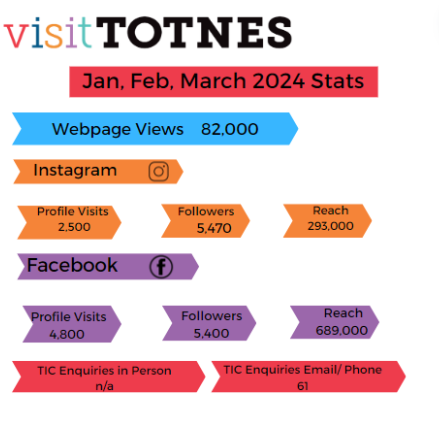 visitTOTNES
Jan, Feb, March 2024 Stats
Webpage Views 82,000
Instagram
Profile Visits
2,500
Followers
5,470
Reach
293,000
Facebook
Profile Visits
4,800
Followers
5,400
Reach
689,000
TIC Enquiries in Person
n/a
TIC Enquiries Email/ Phone
61